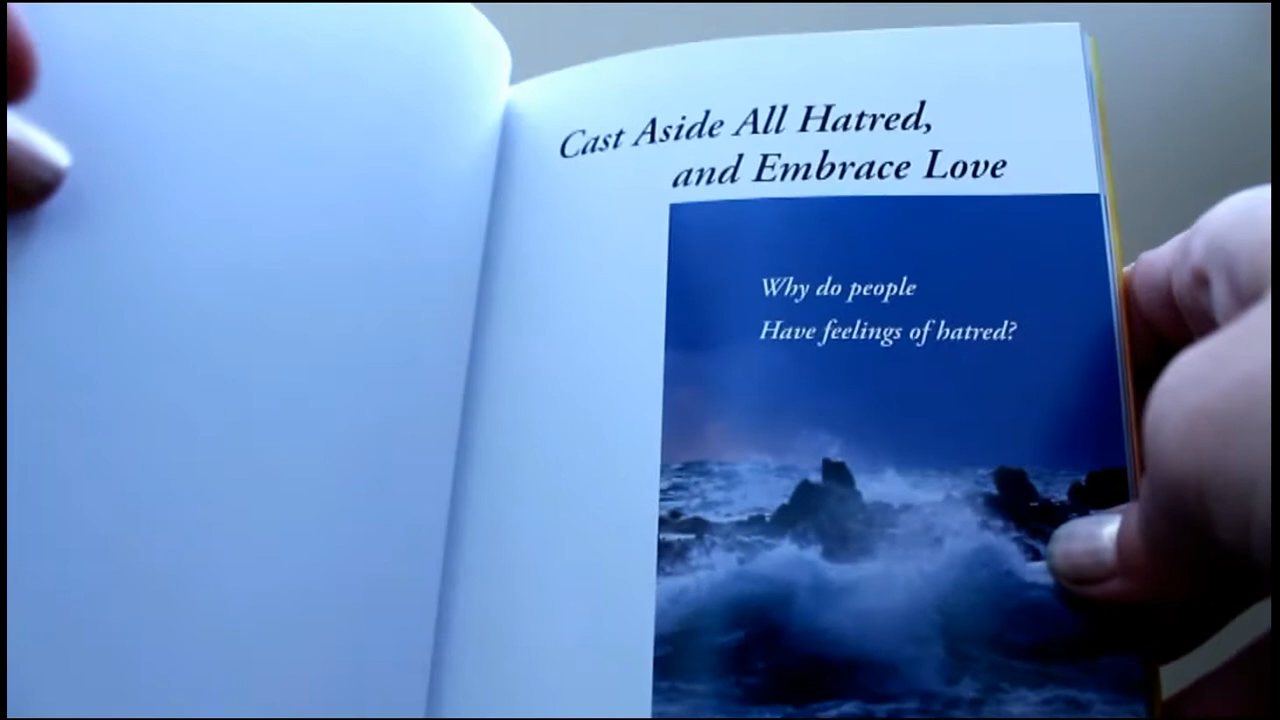 Cast Aside All Hatred,
and Embrace Love
Why do people
Have feelings of hatred?